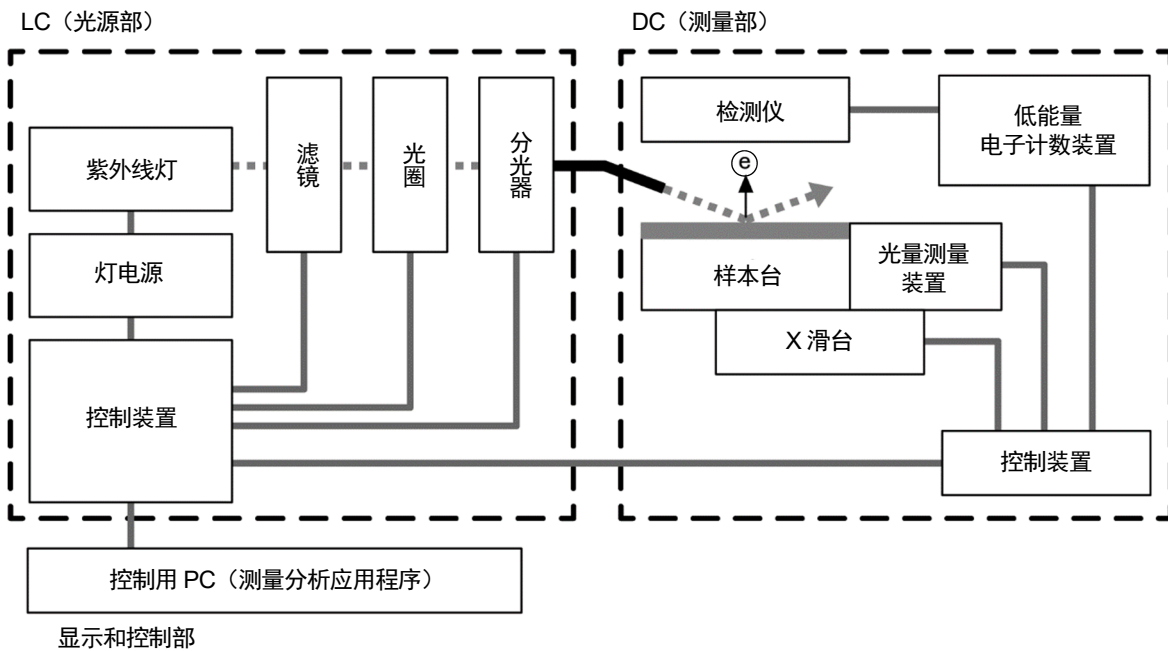 LC（光源部）
DC（测量部）
紫外线灯
滤镜
光圈
分光器
灯电源
控制装置
检测仪
低能量
电子计数装置
e
样本台
光量测量
装置
X 滑台
控制装置
控制用 PC（测量分析应用程序）
显示和控制部